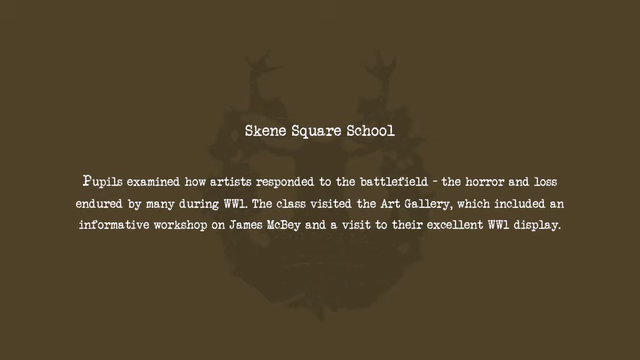 Skene Square School
Pupils examined how artists responded to the battlefield - the horror and loss
endured by many during WW1. The class visited the Art Gallery, which included an
informative workshop on James McBey and a visit to their excellent WW1 display.